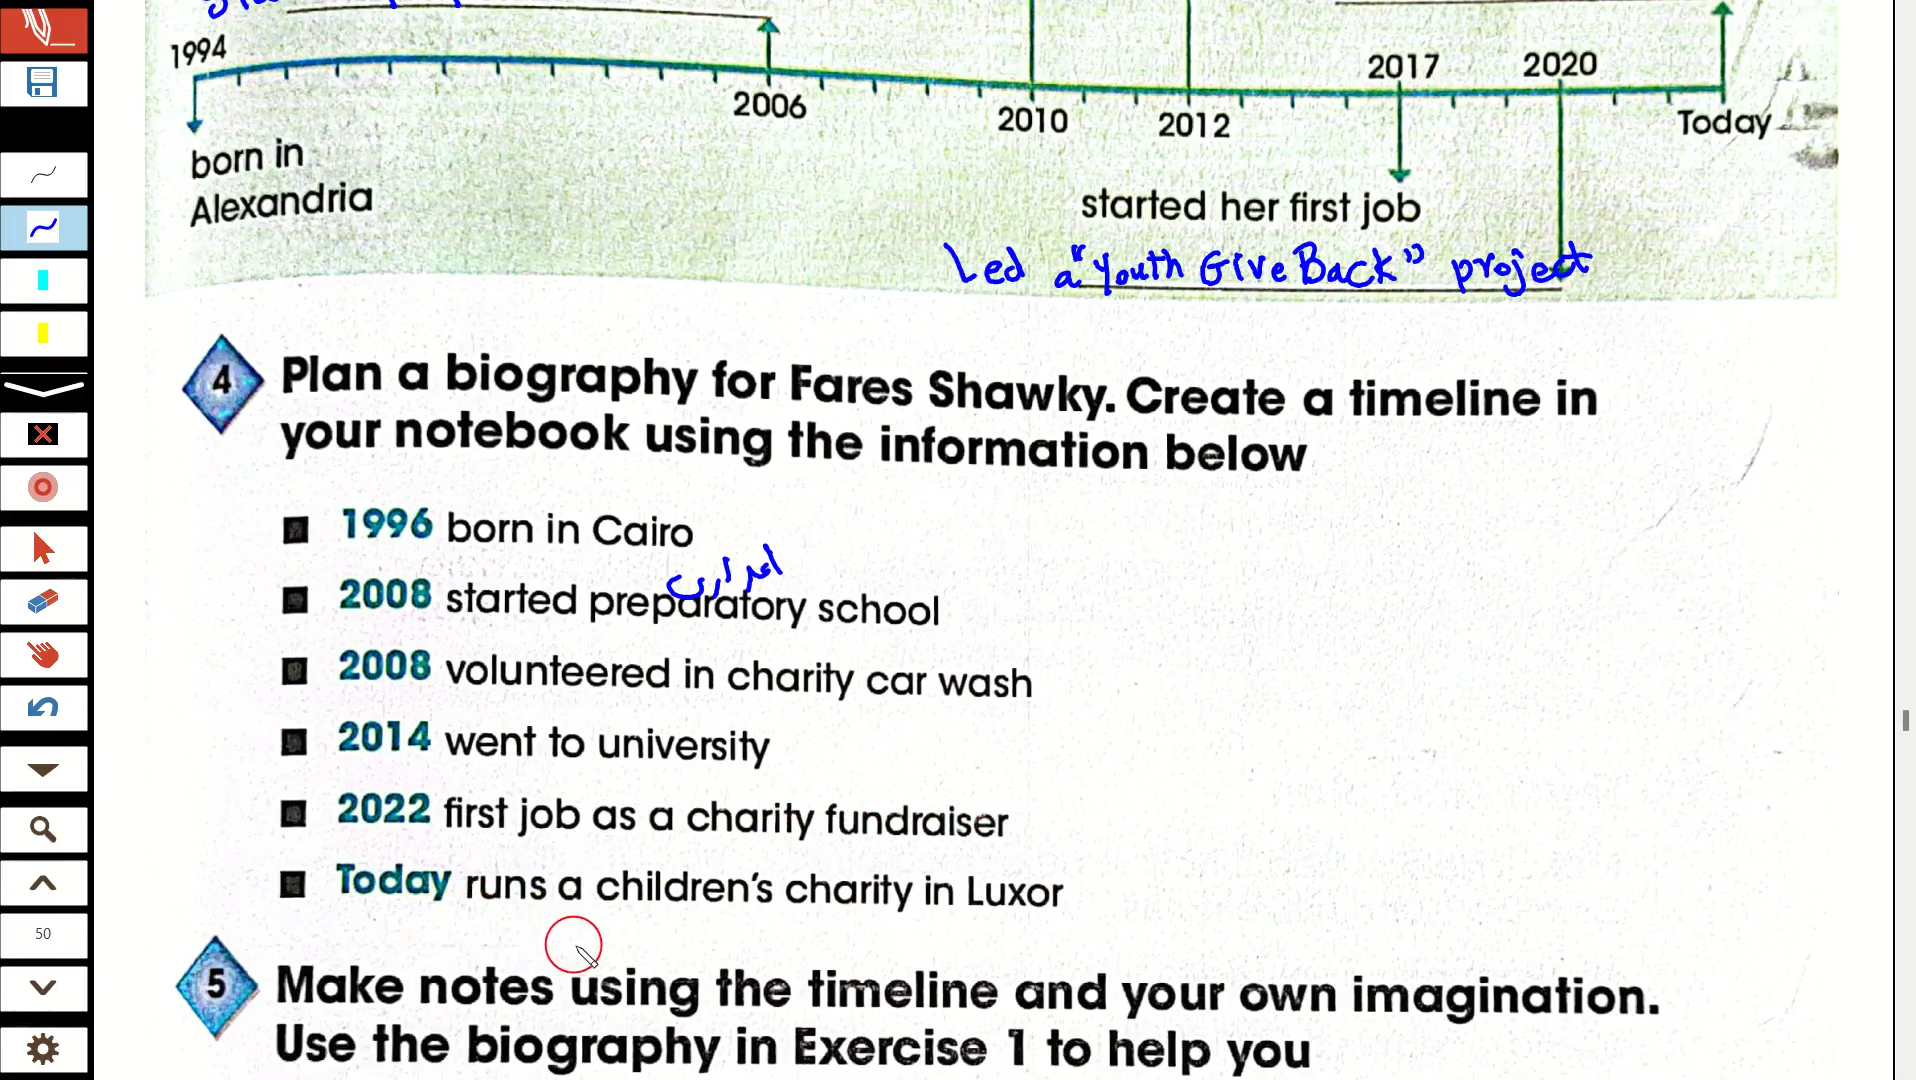 1994
2017 2020
2006
2010 2012 Today
born in
Alexandria
started her first job
Led a "Youth Give Back" project
4 Plan a biography for Fares Shawky. Create a timeline in
your notebook using the information below
1996 born in Cairo
اعدادى
2008 started preparatory school
2008 volunteered in charity car wash
2014 went to university
2022 first job as a charity fundraiser
Today runs a children's charity in Luxor
50
5 Make notes using the timeline and your own imagination.
Use the biography in Exercise 1 to help you